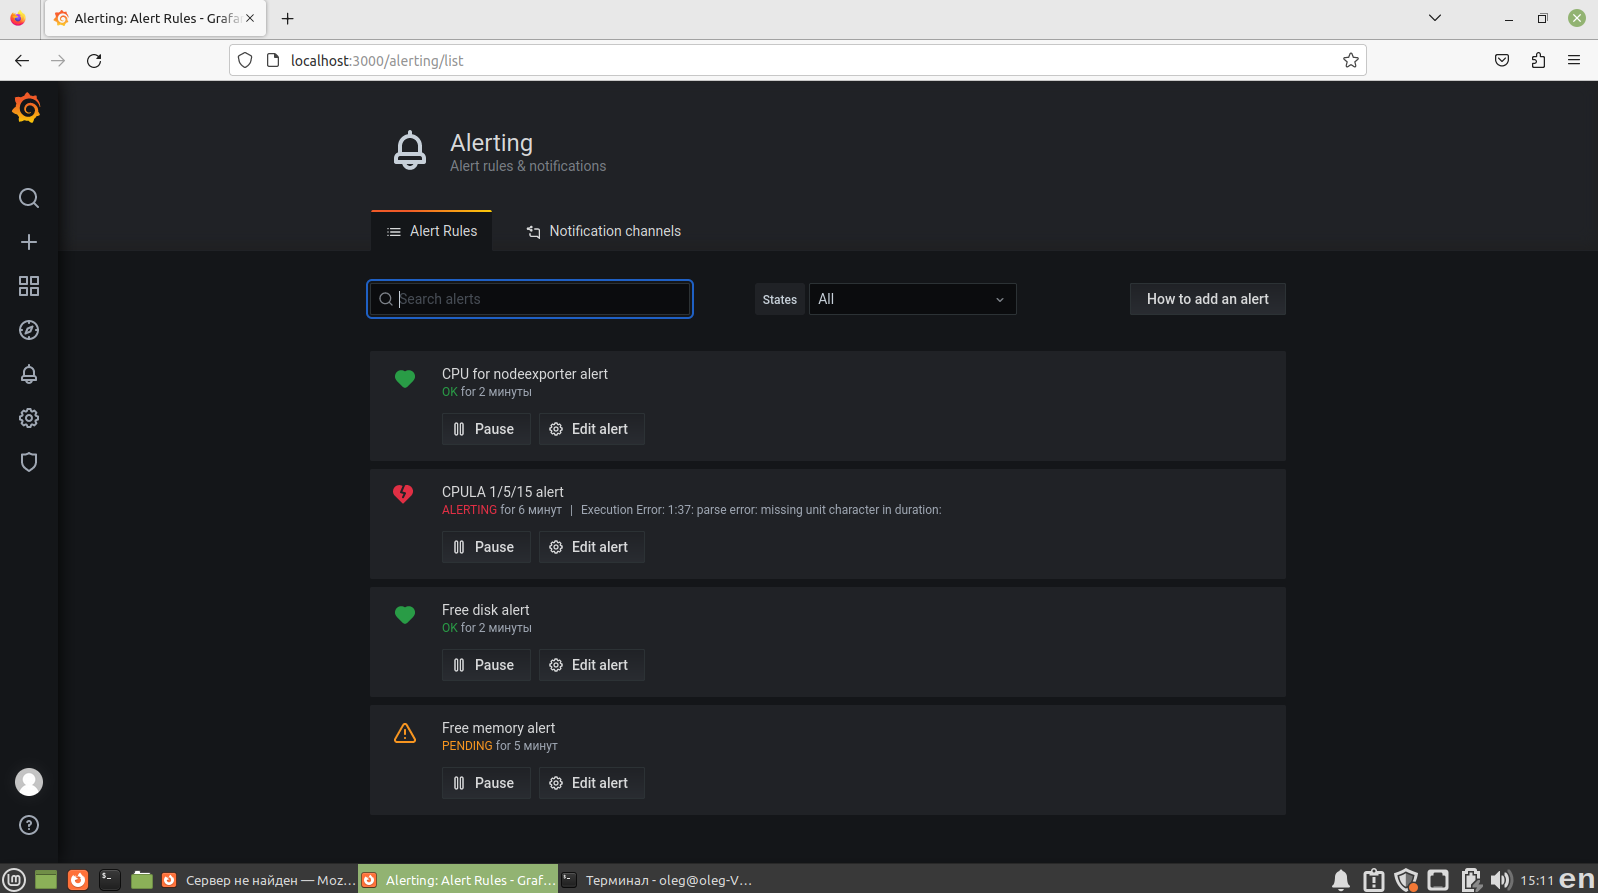 Alerting: Alert Rules - Grafa
localhost:3000/alerting/list
Alerting
Alert rules & notifications
Alert Rules
Notification channels
Search alerts
States
All
How to add an alert
CPU for nodeexporter alert
OK for 2 минуты
Pause
Edit alert
CPULA 1/5/15 alert
ALERTING for 6 минут | Execution Error: 1:37: parse error: missing unit character in duration:
Pause
Edit alert
Free disk alert
OK for 2 минуты
Pause
Edit alert
Free memory alert
PENDING for 5 минут
Pause
Edit alert
Сервер не найден — Moz...
Alerting: Alert Rules - Graf...
Терминал - oleg@oleg-V...
15:11
en